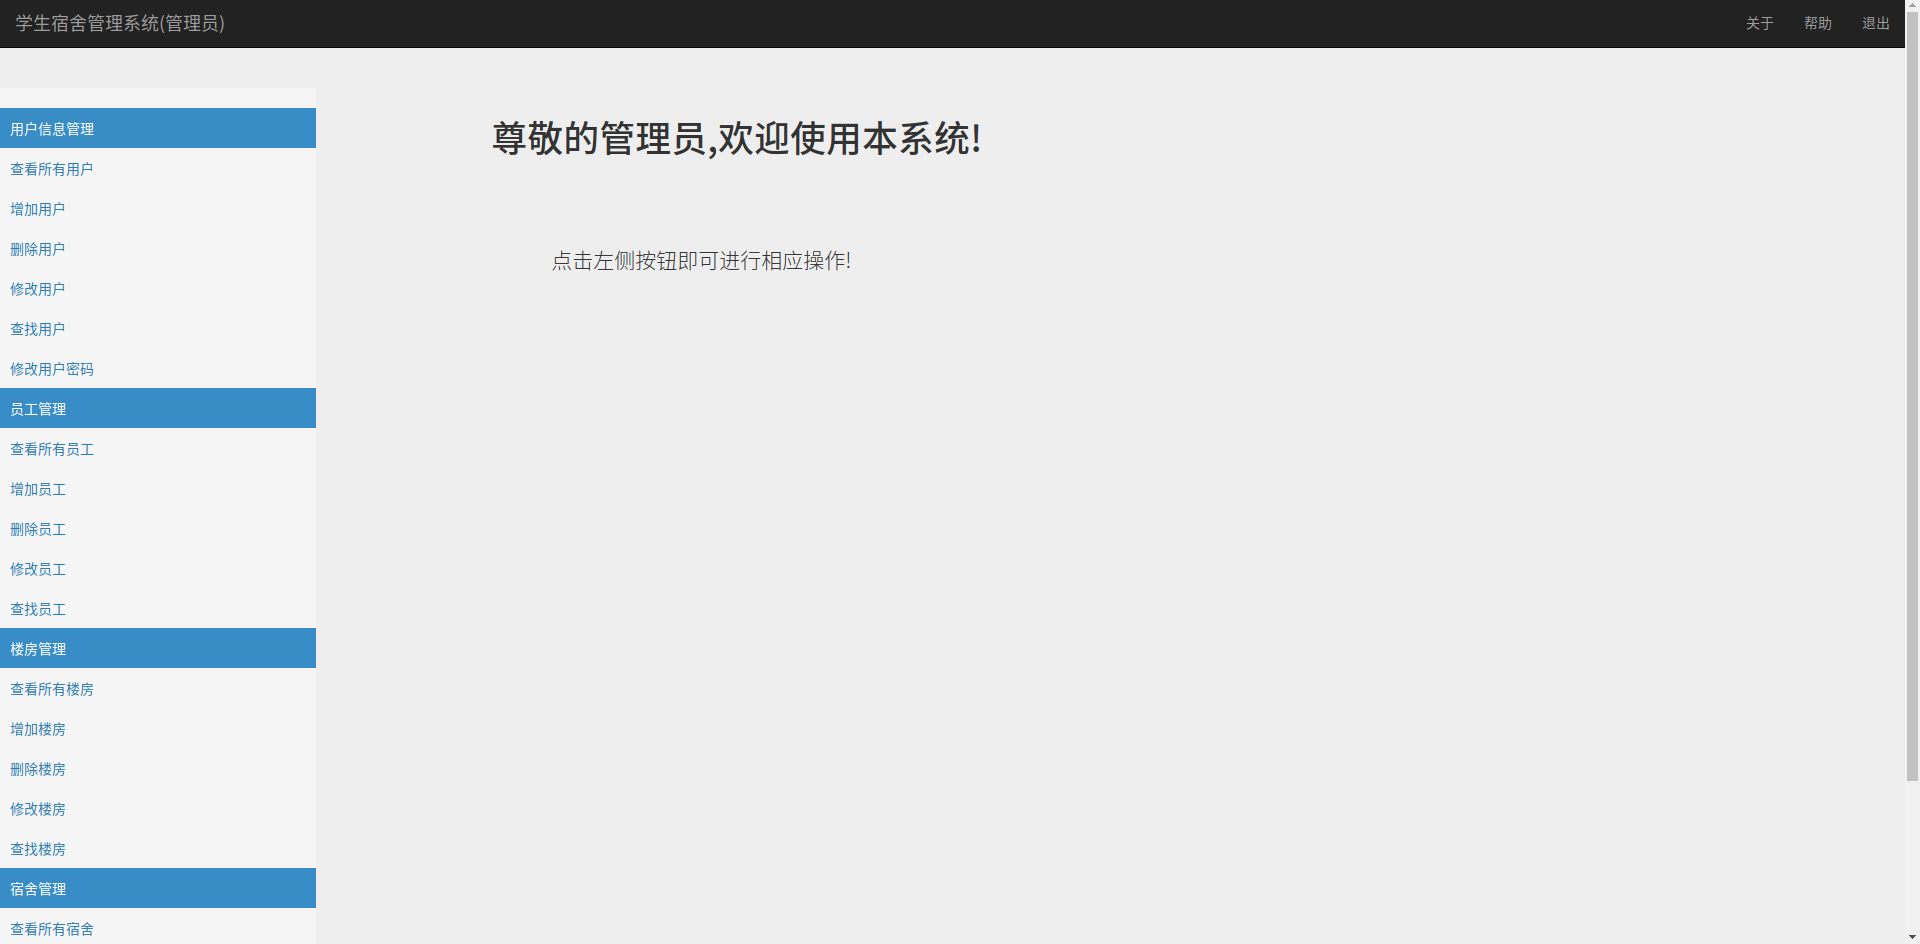 学生宿舍管理系统(管理员)
关于
帮助
退出
用户信息管理
查看所有用户
增加用户
删除用户
修改用户
查找用户
修改用户密码
员工管理
查看所有员工
增加员工
删除员工
修改员工
查找员工
楼房管理
查看所有楼房
增加楼房
删除楼房
修改楼房
查找楼房
宿舍管理
查看所有宿舍
尊敬的管理员,欢迎使用本系统!
点击左侧按钮即可进行相应操作!